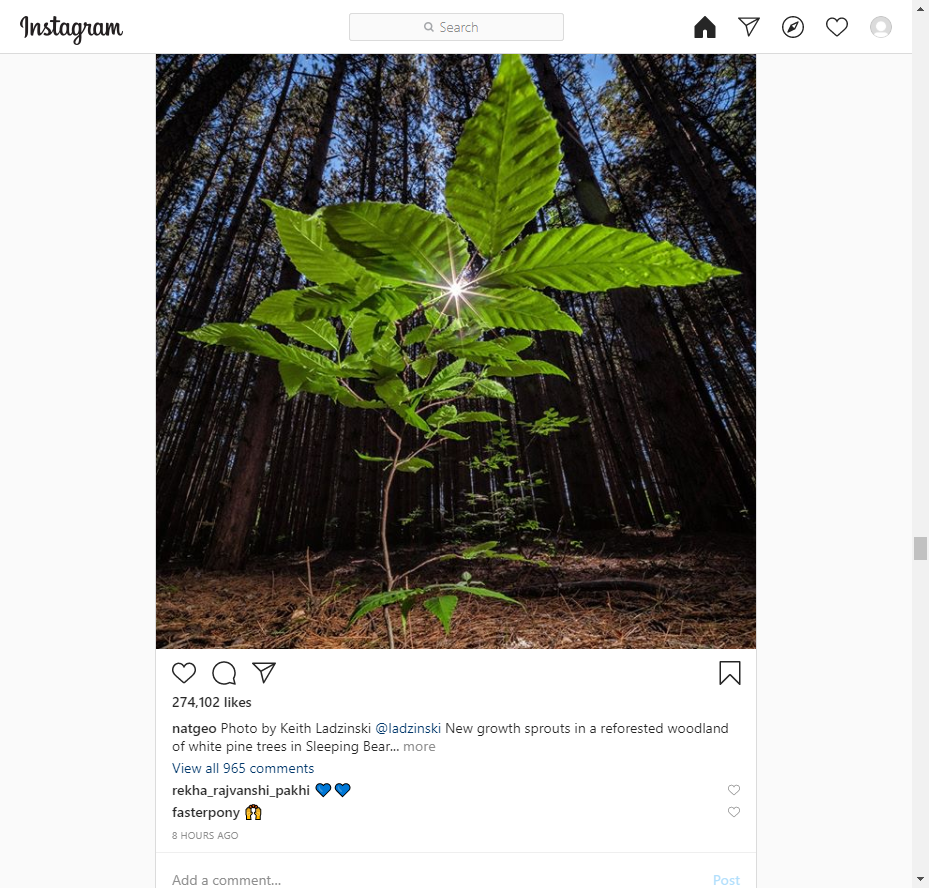 Instagram
Search
274,102 likes
natgeo Photo by Keith Ladzinski @ladzinski New growth sprouts in a reforested woodland
of white pine trees in Sleeping Bear... more
View all 965 comments
rekha_rajvanshi_pakhi 💙💙
fasterpony 🙌
8 HOURS AGO
Add a comment...
Post